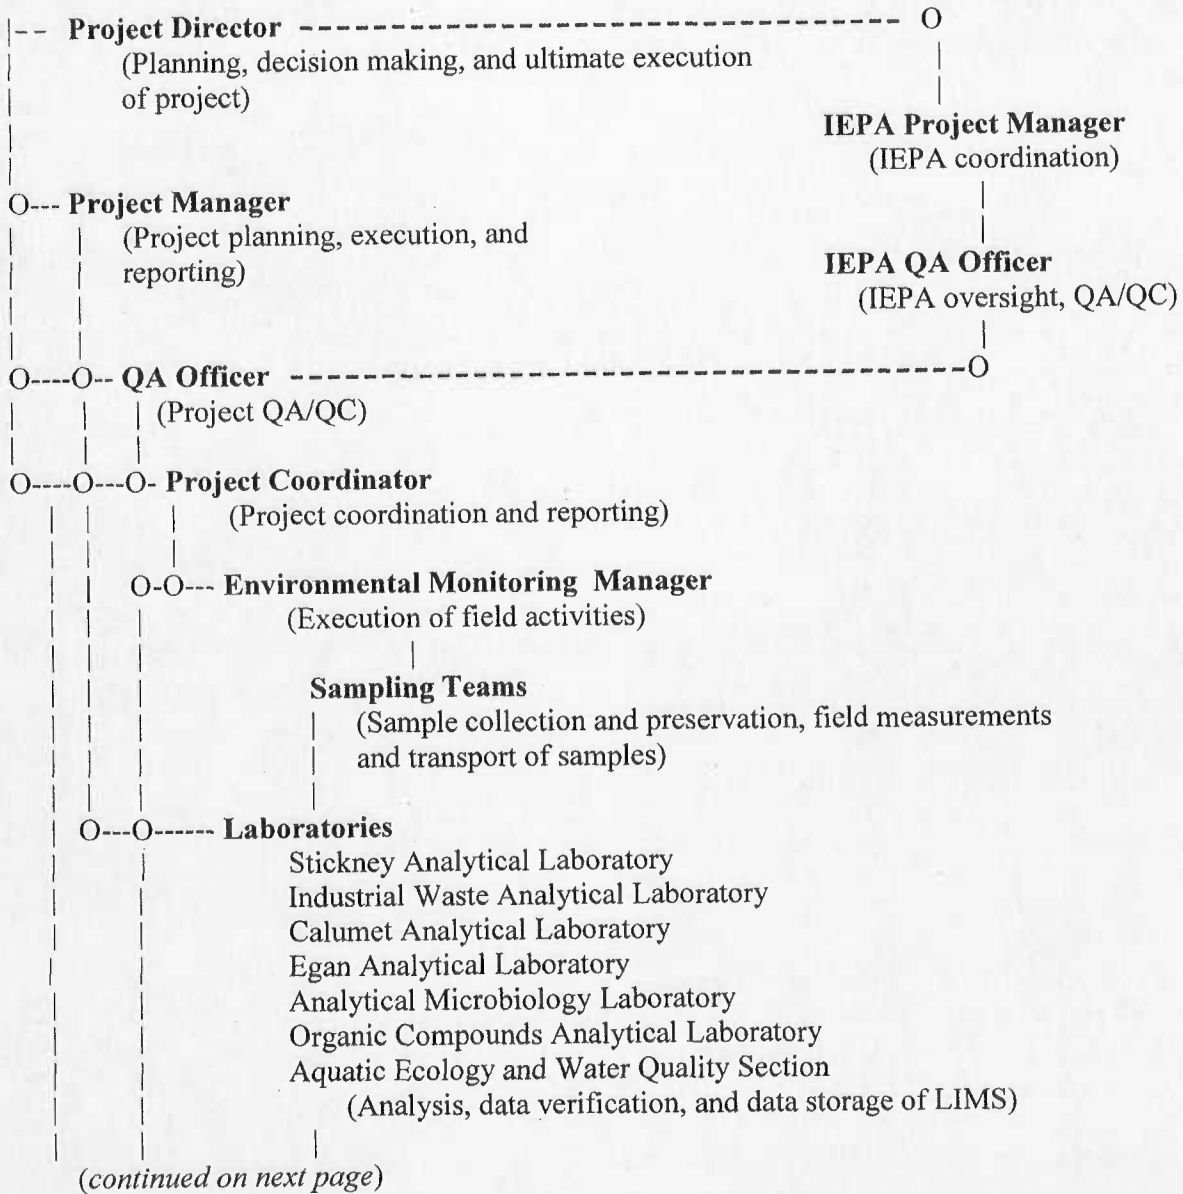 Project Director
(Planning, decision making, and ultimate execution
of project)
IEPA Project Manager
(IEPA coordination)
O--- Project Manager
(Project planning, execution, and
reporting)
IEPA QA Officer
(IEPA oversight, QA/QC)
O----O-- QA Officer
(Project QA/QC)
O----O---O- Project Coordinator
(Project coordination and reporting)
O-O--- Environmental Monitoring Manager
(Execution of field activities)
Sampling Teams
(Sample collection and preservation, field measurements
and transport of samples)
O---O------ Laboratories
Stickney Analytical Laboratory
Industrial Waste Analytical Laboratory
Calumet Analytical Laboratory
Egan Analytical Laboratory
Analytical Microbiology Laboratory
Organic Compounds Analytical Laboratory
Aquatic Ecology and Water Quality Section
(Analysis, data verification, and data storage of LIMS)
(continued on next page)